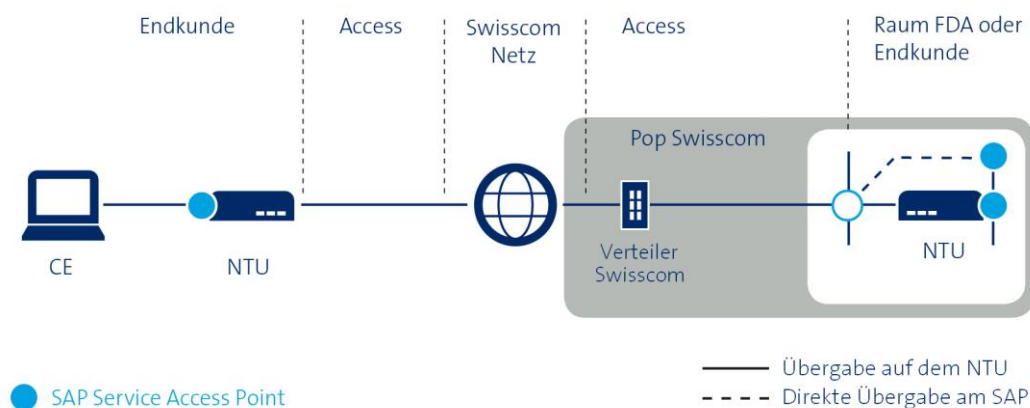 Endkunde
Access
Swisscom
Netz
Access
Raum FDA oder
Endkunde
Pop Swisscom
CE
NTU
Verteiler
Swisscom
NTU
SAP Service Access Point
Übergabe auf dem NTU
Direkte Übergabe am SAP